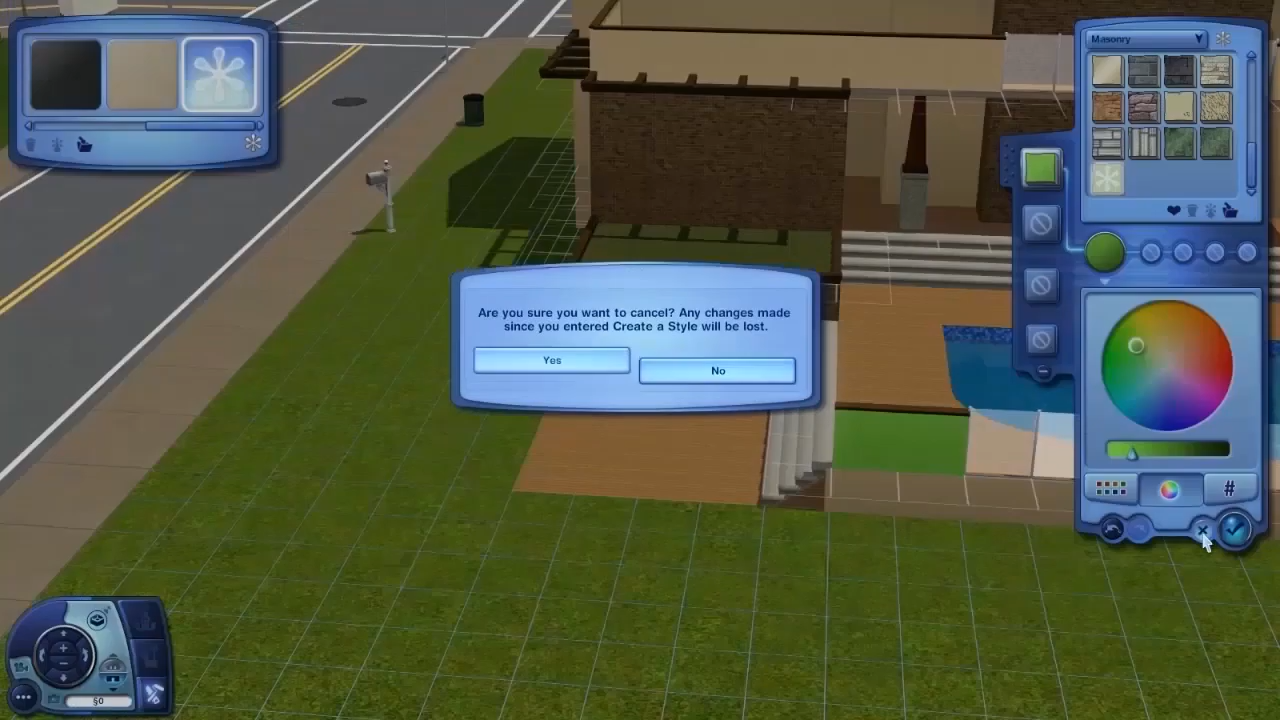 Masonry
Are you sure you want to cancel? Any changes made
since you entered Create a Style will be lost.
Yes
No
#
§0